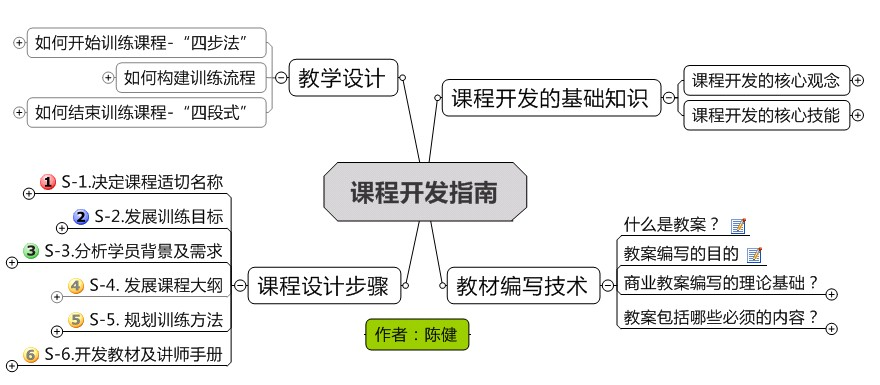 如何开始训练课程-“四步法”
如何构建训练流程
如何结束训练课程-“四段式”
教学设计
课程开发的基础知识
课程开发的核心观念
课程开发的核心技能
课程开发指南
1 S-1.决定课程适切名称
2 S-2.发展训练目标
3 S-3.分析学员背景及需求
4 S-4. 发展课程大纲
5 S-5. 规划训练方法
6 S-6.开发教材及讲师手册
课程设计步骤
教材编写技术
什么是教案？
教案编写的目的
商业教案编写的理论基础？
教案包括哪些必须的内容？
作者：陈健